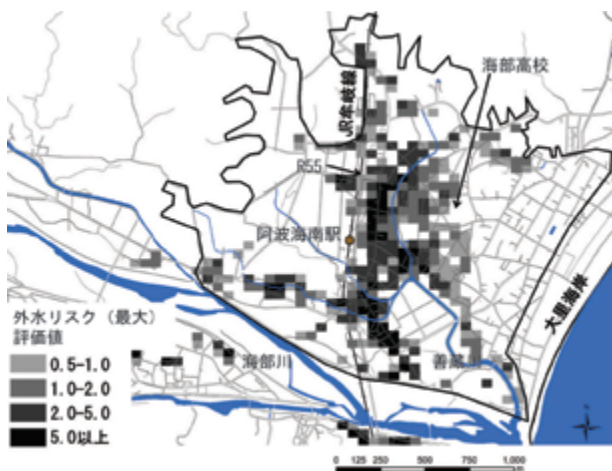 海部高校
JR牟岐線
R55
阿波海南駅
大里海岸
外水リスク（最大）
評価値
0.5-1.0
1.0-2.0
2.0-5.0
5.0以上
海部川
善蔵川
0 125 250 500 750 1,000